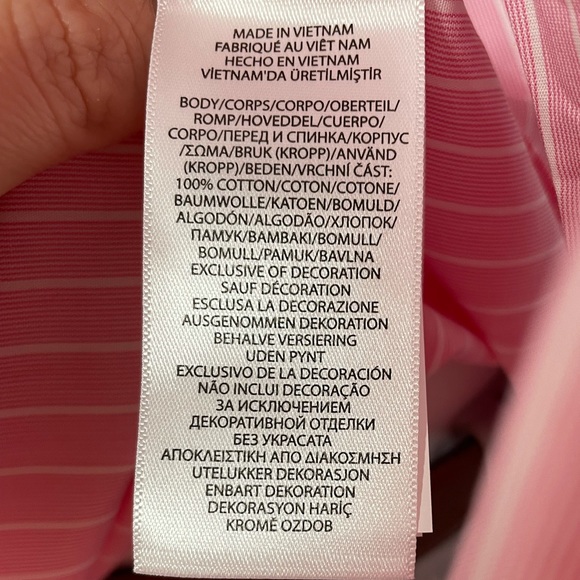 MADE IN VIETNAM
FABRIQUÉ AU VIÊT NAM
HECHO EN VIETNAM
VİETNAM'DA ÜRETİLMİŞTİR
BODY/CORPS/CORPO/OBERTEIL/
ROMP/HOVEDDEL/CUERPO/
CORPO/ПЕРЕД И СПИНКА/КОРПУС
/ΣΩΜΑ/BRUK (KROPP)/ANVÄND
(KROPP)/BEDEN/VRCHNÍ ČÁST:
100% COTTON/COTON/COTONE/
BAUMWOLLE/KATOEN/BOMULD/
ALGODÓN/ALGODÃO/ХЛОПОК/
ПАМУК/ΒΑΜΒΑΚΙ/BOMULL/
BOMULL/PAMUK/BAVLNA
EXCLUSIVE OF DECORATION
SAUF DÉCORATION
ESCLUSA LA DECORAZIONE
AUSGENOMMEN DEKORATION
BEHALVE VERSIERING
UDEN PYNT
EXCLUSIVO DE LA DECORACIÓN
NÃO INCLUI DECORAÇÃO
ЗА ИСКЛЮЧЕНИЕМ
ДЕКОРАТИВНОЙ ОТДЕЛКИ
БЕЗ УКРАСАТА
ΑΠΟΚΛΕΙΣΤΙΚΗ ΑΠΟ ΔΙΑΚΟΣΜΗΣΗ
UTELUKKER DEKORASJON
ENBART DEKORATION
DEKORASYON HARİÇ
KROMĚ OZDOB